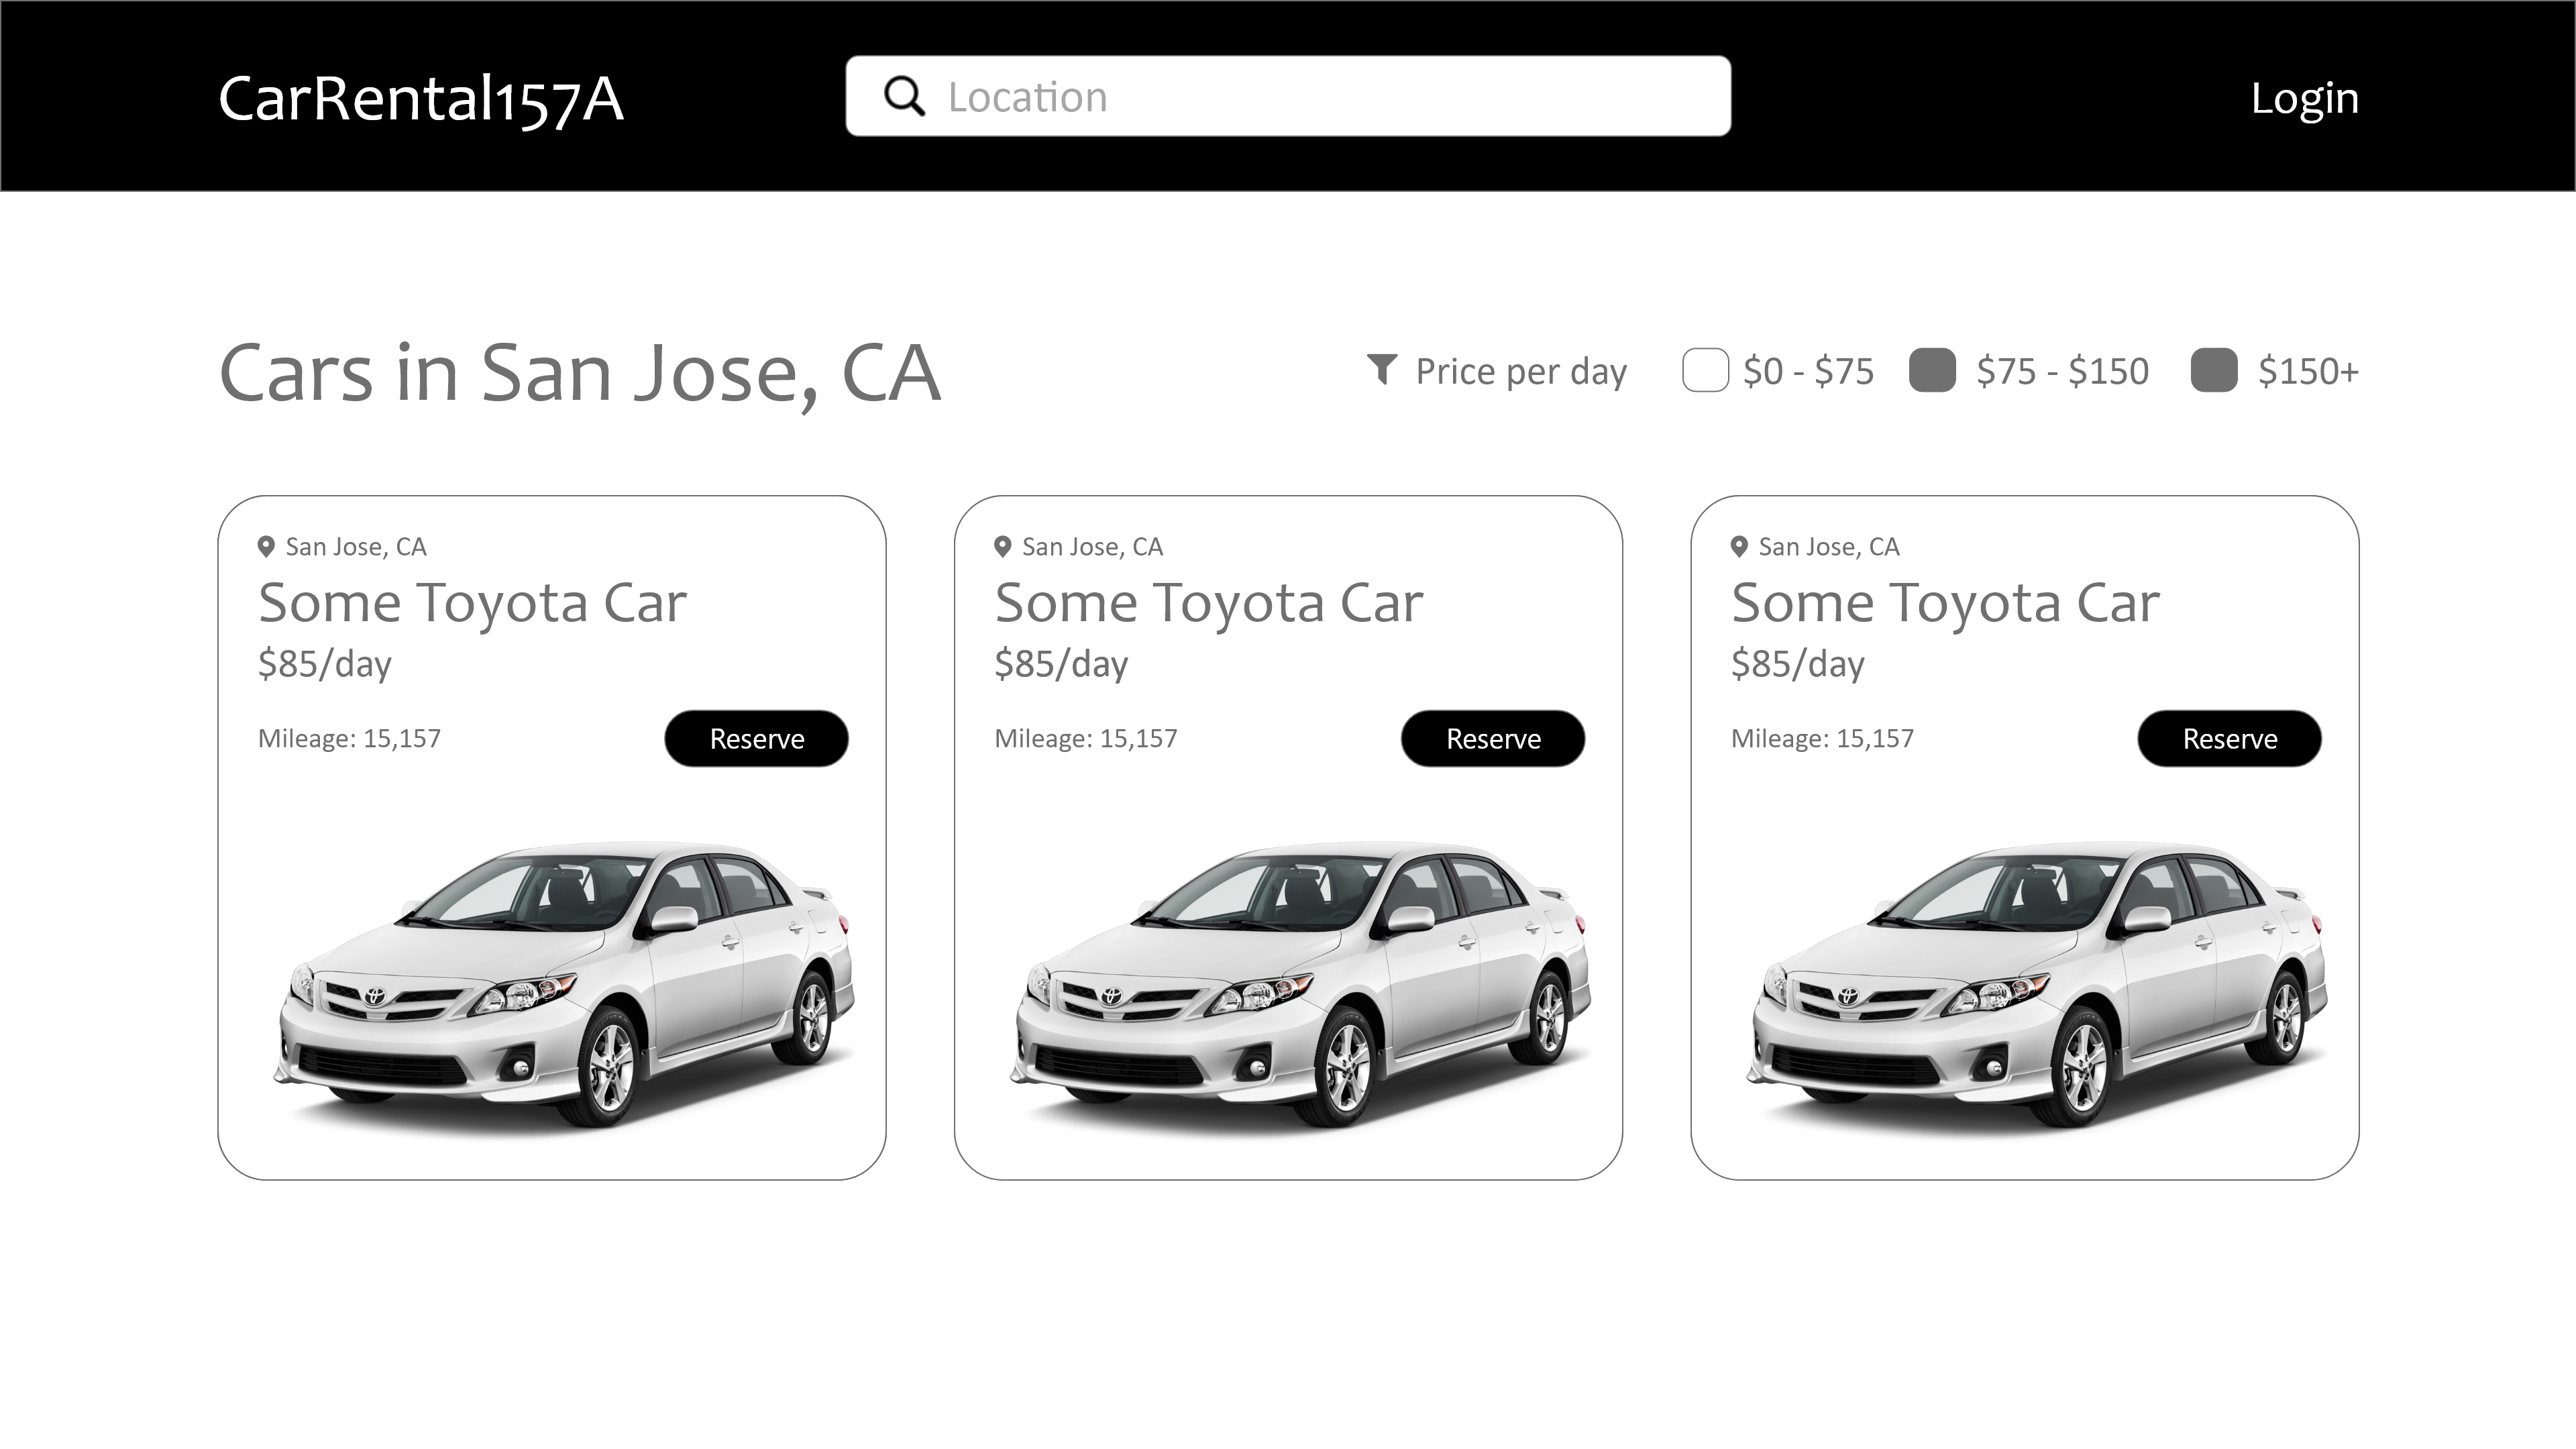 CarRental157A
Location
Login
Cars in San Jose, CA
Price per day
$0 - $75
$75 - $150
$150+
San Jose, CA
Some Toyota Car
$85/day
Mileage: 15,157
Reserve
San Jose, CA
Some Toyota Car
$85/day
Mileage: 15,157
Reserve
San Jose, CA
Some Toyota Car
$85/day
Mileage: 15,157
Reserve